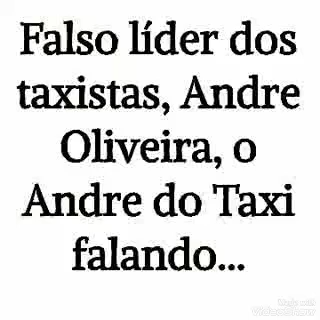 Falso líder dos
taxistas, Andre
Oliveira, o
Andre do Taxi
falando...